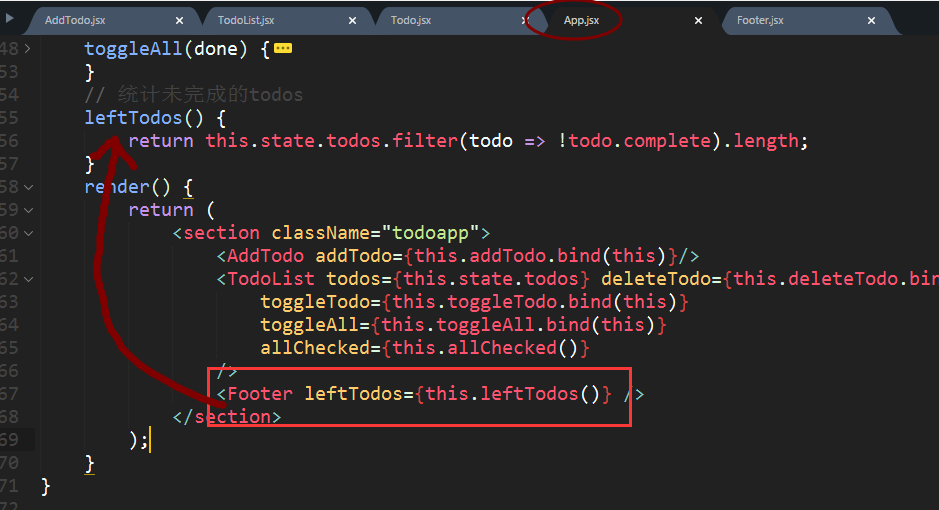 AddTodo.jsx × TodoList.jsx × Todo.jsx × App.jsx × Footer.jsx ×
48 toggleAll(done) {
53 }
54 // 统计未完成的todos
55 leftTodos() {
56 return this.state.todos.filter(todo => !todo.complete).length;
57 }
58 render() {
59 return (
60 <section className="todoapp">
61 <AddTodo addTodo={this.addTodo.bind(this)}/>
62 <TodoList todos={this.state.todos} deleteTodo={this.deleteTodo.bin
63 toggleTodo={this.toggleTodo.bind(this)}
64 toggleAll={this.toggleAll.bind(this)}
65 allChecked={this.allChecked()}
66 />
67 <Footer leftTodos={this.leftTodos()} />
68 </section>
69 );
70 }
71 }
72